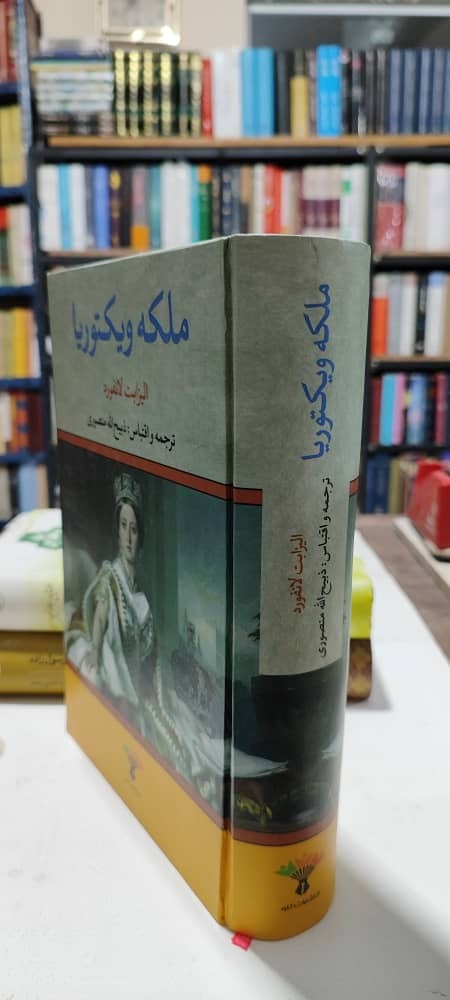 ملکه ویکتوریا
الیزابت لانفورد
ترجمه و اقتباس : ذبیح الله منصوری
ملکه ویکتوریا
الیزابت لانفورد
ترجمه و اقتباس : ذبیح الله منصوری